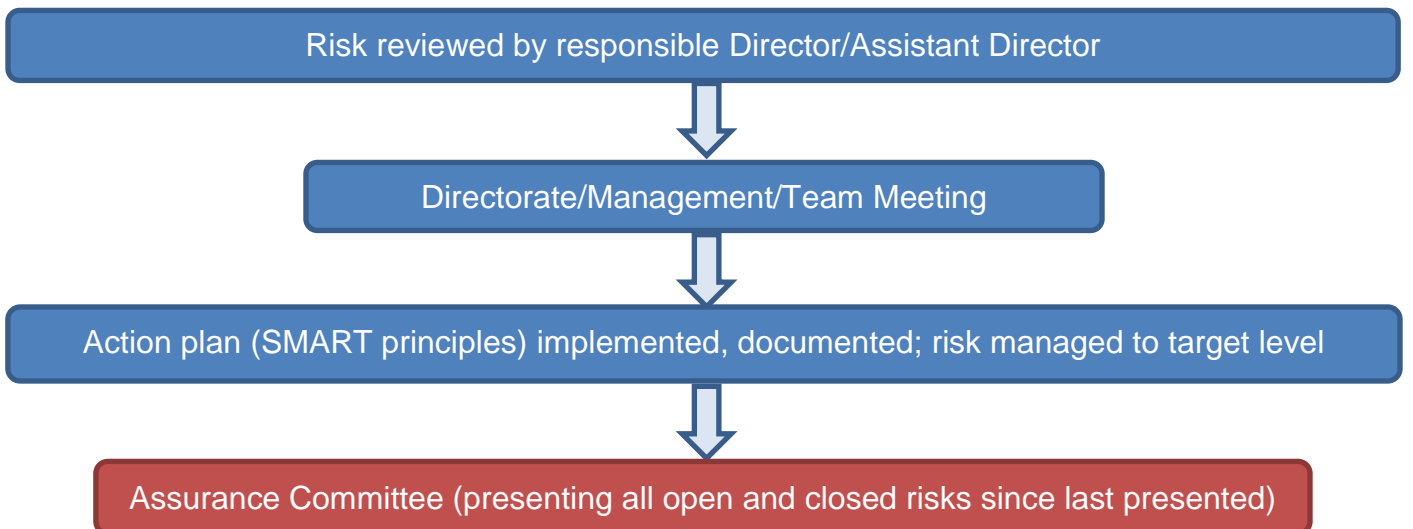 Risk reviewed by responsible Director/Assistant Director
Directorate/Management/Team Meeting
Action plan (SMART principles) implemented, documented; risk managed to target level
Assurance Committee (presenting all open and closed risks since last presented)